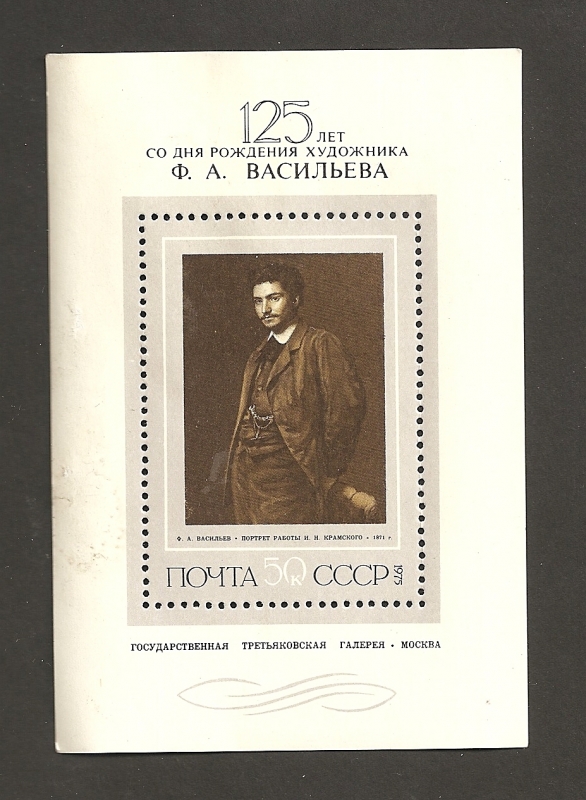 125 ЛЕТ
СО ДНЯ РОЖДЕНИЯ ХУДОЖНИКА
Ф. А. ВАСИЛЬЕВА
Ф. А. ВАСИЛЬЕВ • ПОРТРЕТ РАБОТЫ И. Н. КРАМСКОГО • 1871 г.
ПОЧТА 50К СССР 1975
ГОСУДАРСТВЕННАЯ ТРЕТЬЯКОВСКАЯ ГАЛЕРЕЯ • МОСКВА